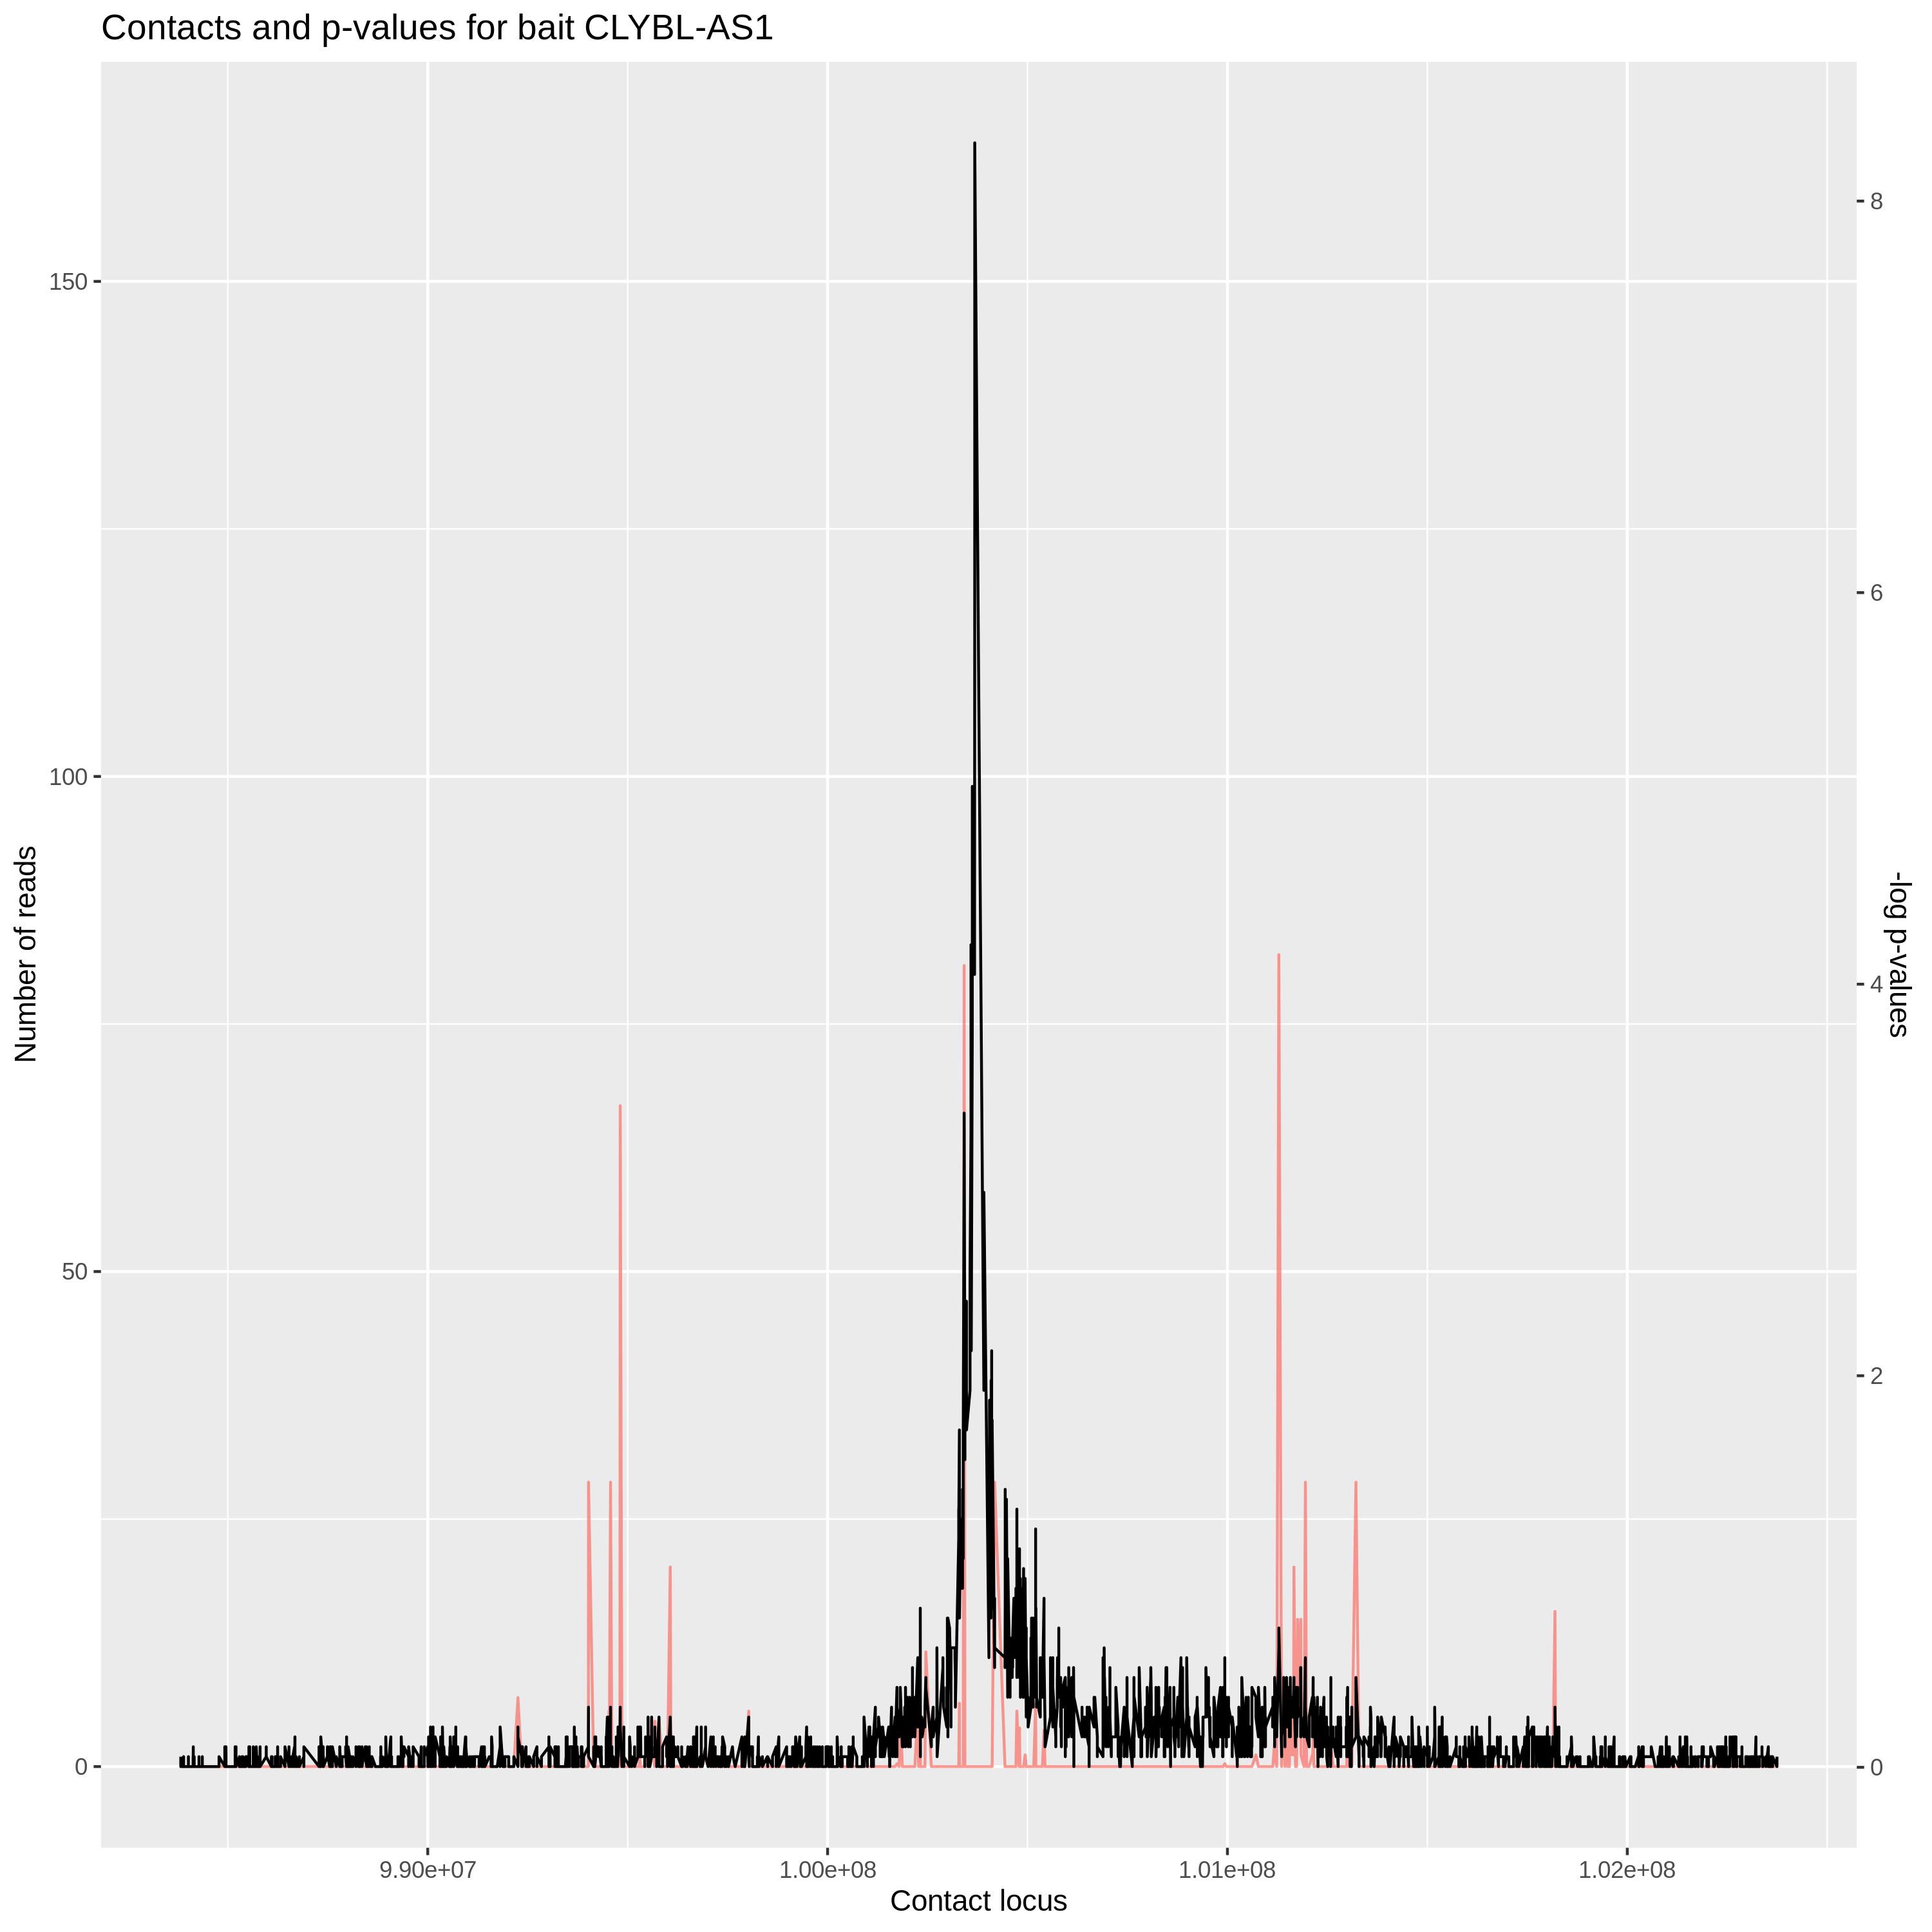 Contacts and p-values for bait CLYBL-AS1
150
100
50
0
Number of reads
8
6
4
2
0
-log p-values
9.90e+07
1.00e+08
1.01e+08
1.02e+08
Contact locus